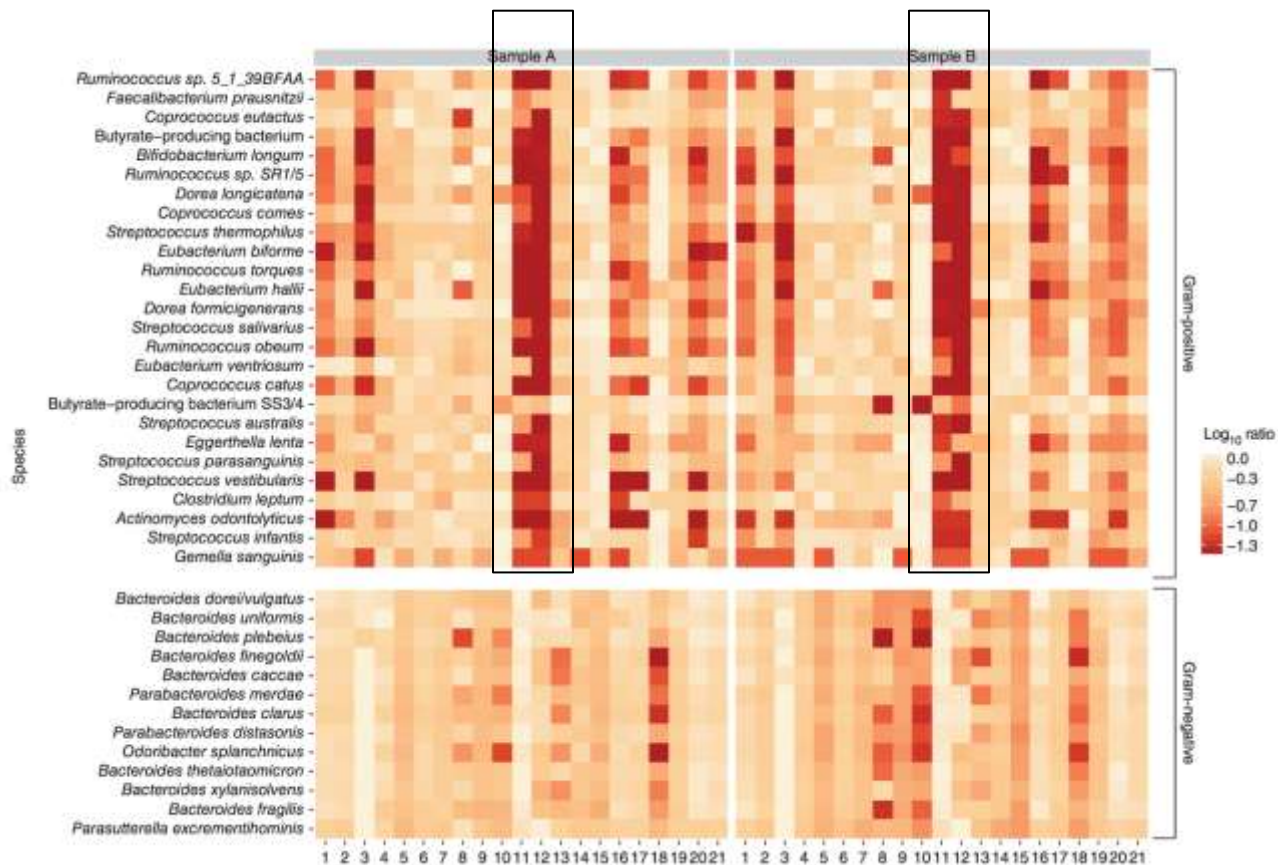 Sample A Sample B
Ruminococcus sp. 5_1_39BFAA
Faecalibacterium prausnitzii
Coprococcus eutactus
Butyrate–producing bacterium
Bifidobacterium longum
Ruminococcus sp. SR1/5
Dorea longicatena
Coprococcus comes
Streptococcus thermophilus
Eubacterium biforme
Ruminococcus torques
Eubacterium hallii
Dorea formicigenerans
Streptococcus salivarius
Ruminococcus obeum
Eubacterium ventriosum
Coprococcus catus
Butyrate–producing bacterium SS3/4
Streptococcus australis
Eggerthella lenta
Streptococcus parasanguinis
Streptococcus vestibularis
Clostridium leptum
Actinomyces odontolyticus
Streptococcus infantis
Gemella sanguinis
Gram-positive
Species
Log10 ratio
0.0
−0.3
−0.7
−1.0
−1.3
Bacteroides dorei/vulgatus
Bacteroides uniformis
Bacteroides plebeius
Bacteroides finegoldii
Bacteroides caccae
Parabacteroides merdae
Bacteroides clarus
Parabacteroides distasonis
Odoribacter splanchnicus
Bacteroides thetaiotaomicron
Bacteroides xylanisolvens
Bacteroides fragilis
Parasutterella excrementihominis
Gram-negative
1 2 3 4 5 6 7 8 9 10 11 12 13 14 15 16 17 18 19 20 21 1 2 3 4 5 6 7 8 9 10 11 12 13 14 15 16 17 18 19 20 21